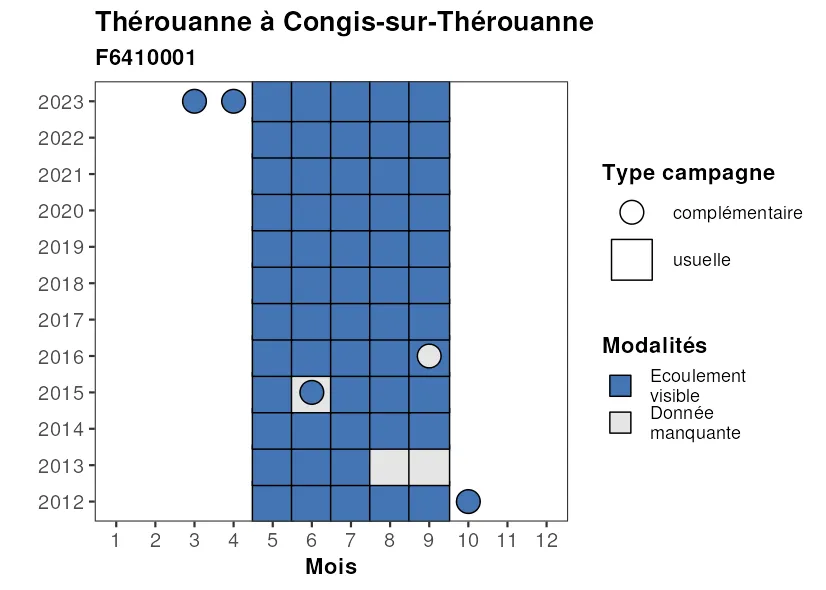 Thérouanne à Congis-sur-Thérouanne
F6410001
2023
2022
2021
2020
2019
2018
2017
2016
2015
2014
2013
2012
1 2 3 4 5 6 7 8 9 10 11 12
Mois
Type campagne
complémentaire
usuelle
Modalités
Ecoulement
visible
Donnée
manquante